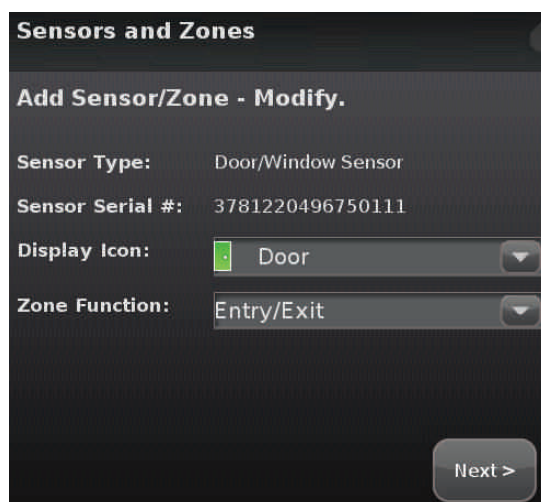 Sensors and Zones
Add Sensor/Zone - Modify.
Sensor Type: Door/Window Sensor
Sensor Serial #: 3781220496750111
Display Icon: Door
Zone Function: Entry/Exit
Next >